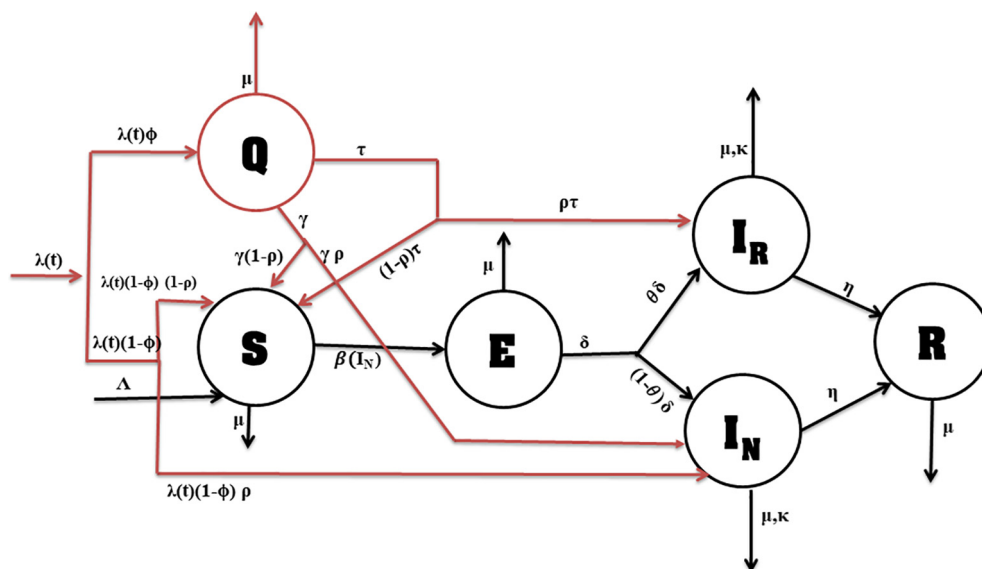 μ
λ(t)ϕ
Q
τ
μ,κ
ρτ
γ
I_R
λ(t)
γ(1-ρ)
γ ρ
(1-ρ)τ
μ
λ(t)(1-ϕ) (1-ρ)
θδ
η
λ(t)(1-ϕ)
S
β(I_N)
E
δ
R
Λ
(1-θ)δ
η
μ
I_N
μ
λ(t)(1-ϕ) ρ
μ,κ